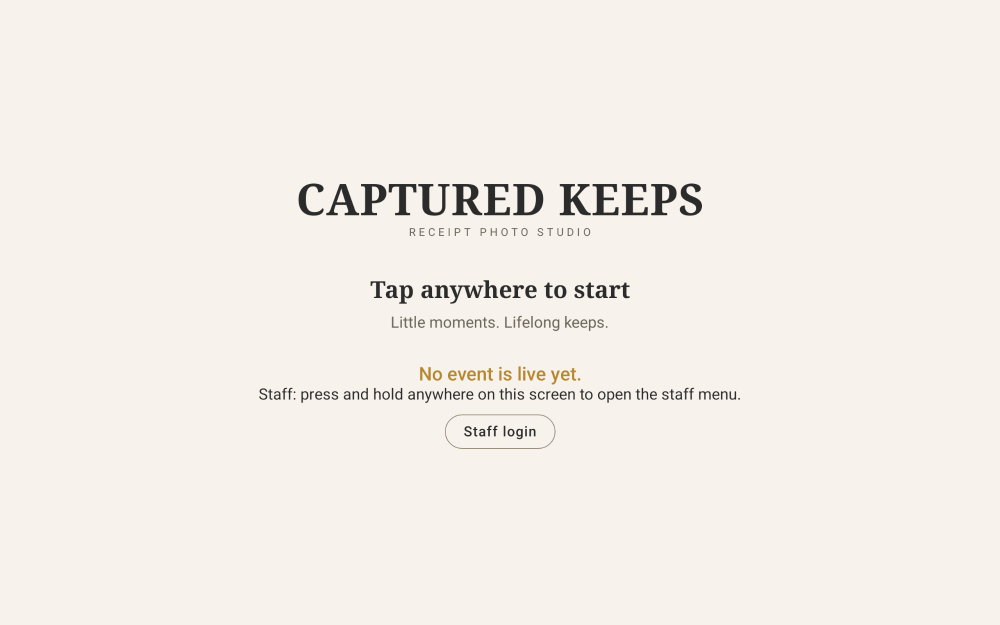 CAPTURED KEEPS
RECEIPT PHOTO STUDIO
Tap anywhere to start
Little moments. Lifelong keeps.
No event is live yet.
Staff: press and hold anywhere on this screen to open the staff menu.
Staff login